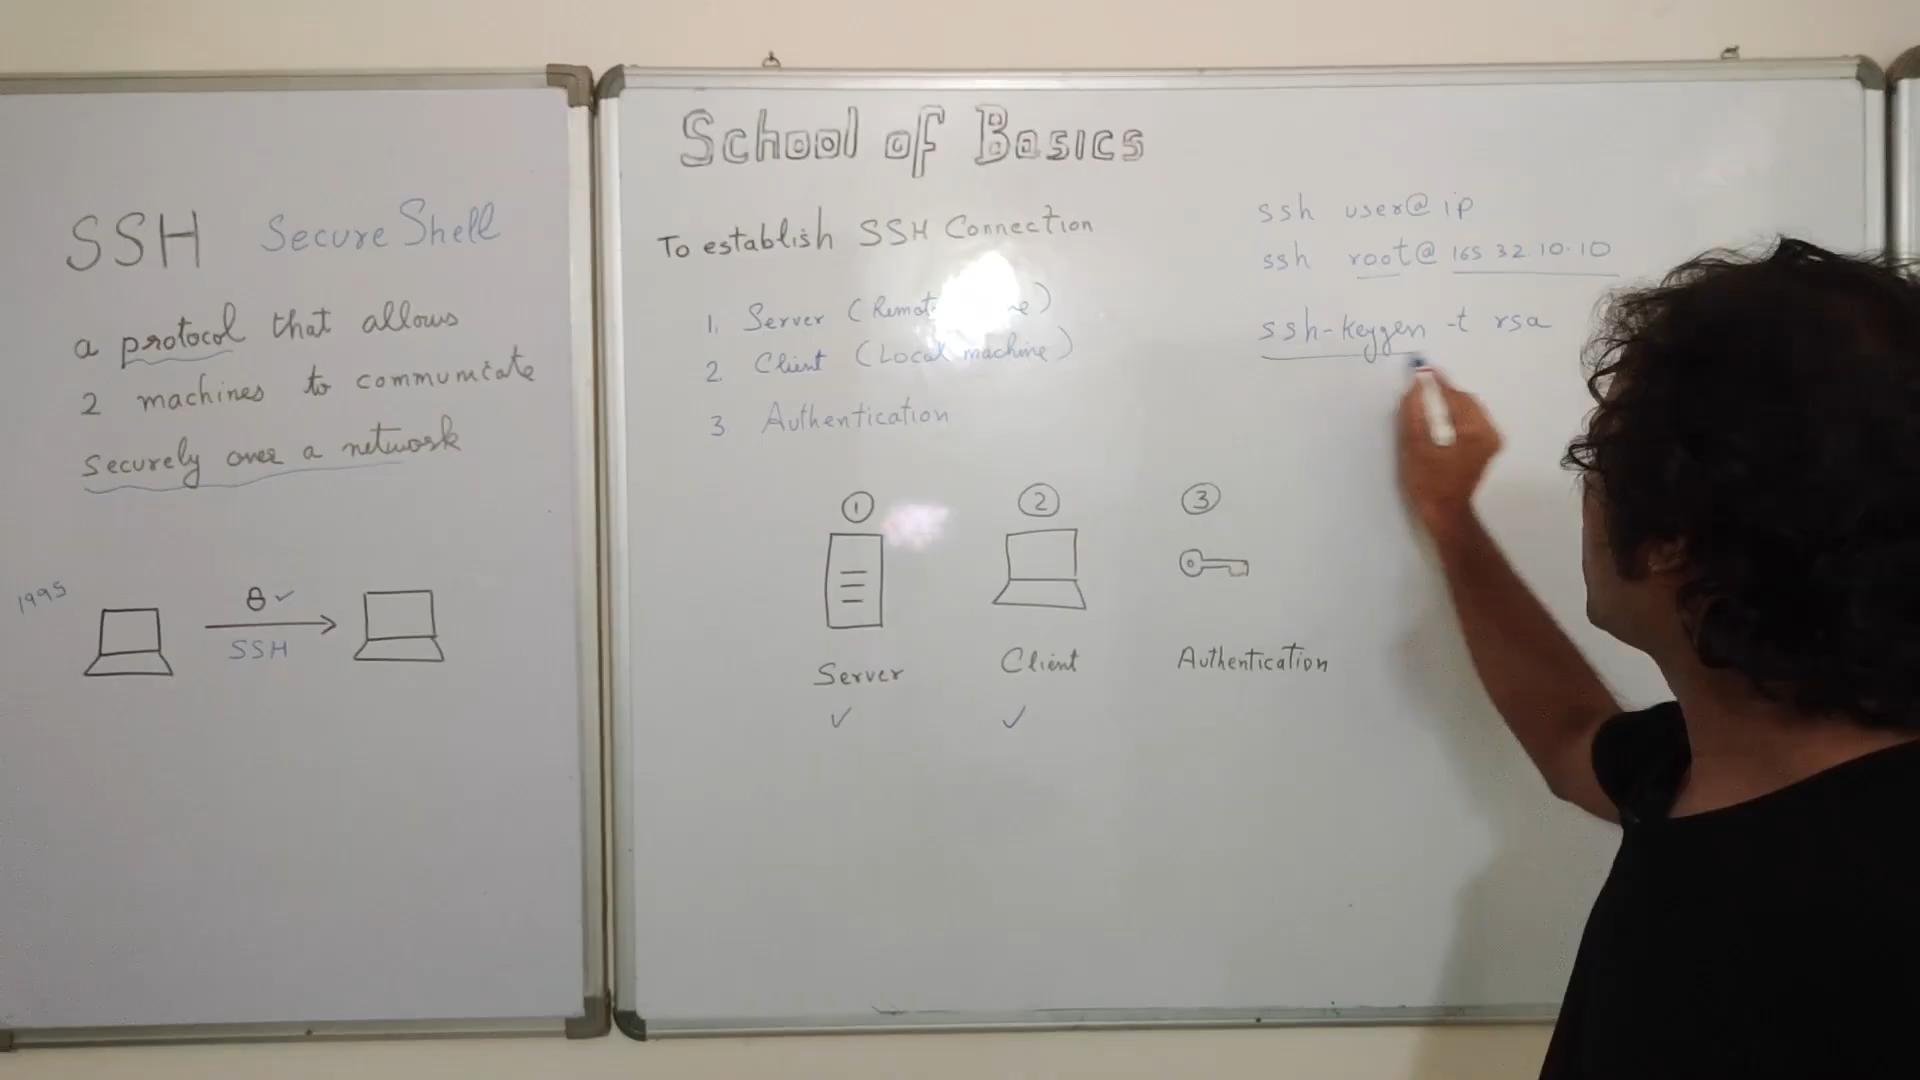 SSH Secure Shell
a protocol that allows
2 machines to communicate
securely over a network
1995
SSH
School of Basics
To establish SSH Connection
1. Server (Remote
2. Client (Local machine)
3 Authentication
1 2 3
Server Client Authentication
ssh user@ip
ssh root@ 165 32.10.10
ssh-keygen -t rsa